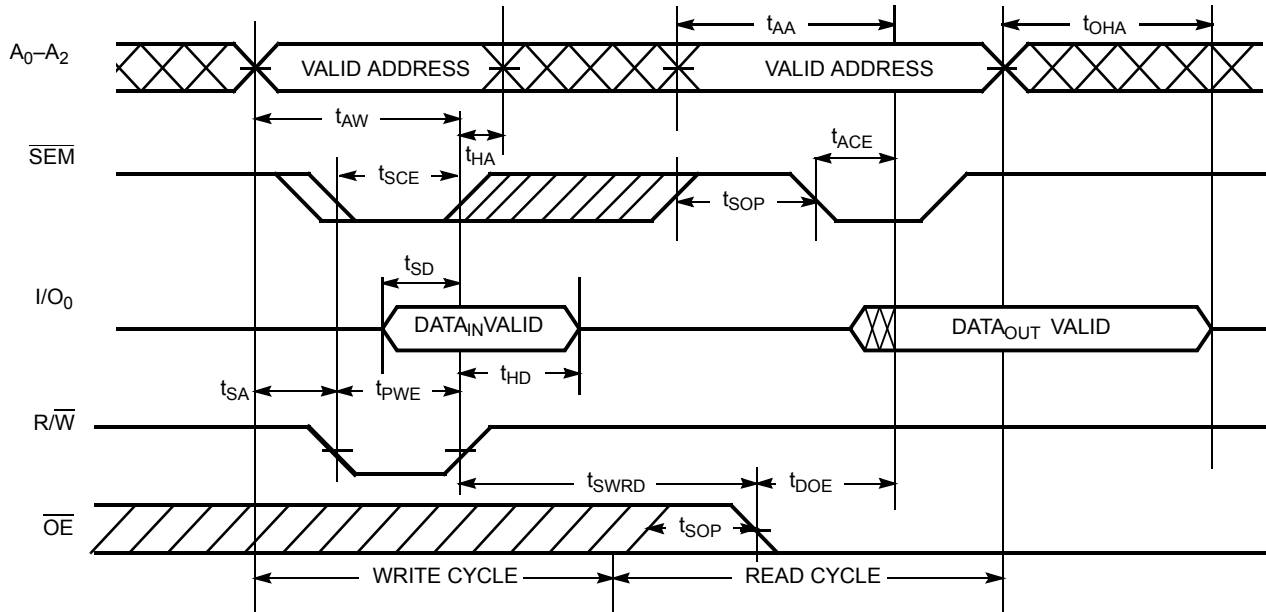 tAA
tOHA
A0–A2
VALID ADDRESS
VALID ADDRESS
tAW
tHA
tACE
SEM
tSCE
tSOP
tSD
I/O0
DATAINVALID
DATAOUT VALID
tHD
tSA
tPWE
R/W
tSWRD
tDOE
OE
tSOP
WRITE CYCLE
READ CYCLE